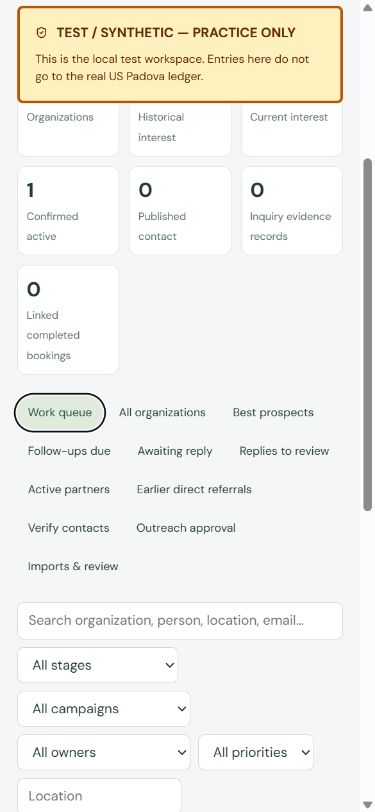 TEST / SYNTHETIC — PRACTICE ONLY
This is the local test workspace. Entries here do not
go to the real US Padova ledger.
Organizations
Historical
interest
Current interest
1
Confirmed
active
0
Published
contact
0
Inquiry evidence
records
0
Linked
completed
bookings
Work queue
All organizations
Best prospects
Follow-ups due
Awaiting reply
Replies to review
Active partners
Earlier direct referrals
Verify contacts
Outreach approval
Imports & review
Search organization, person, location, email...
All stages
All campaigns
All owners
All priorities
Location